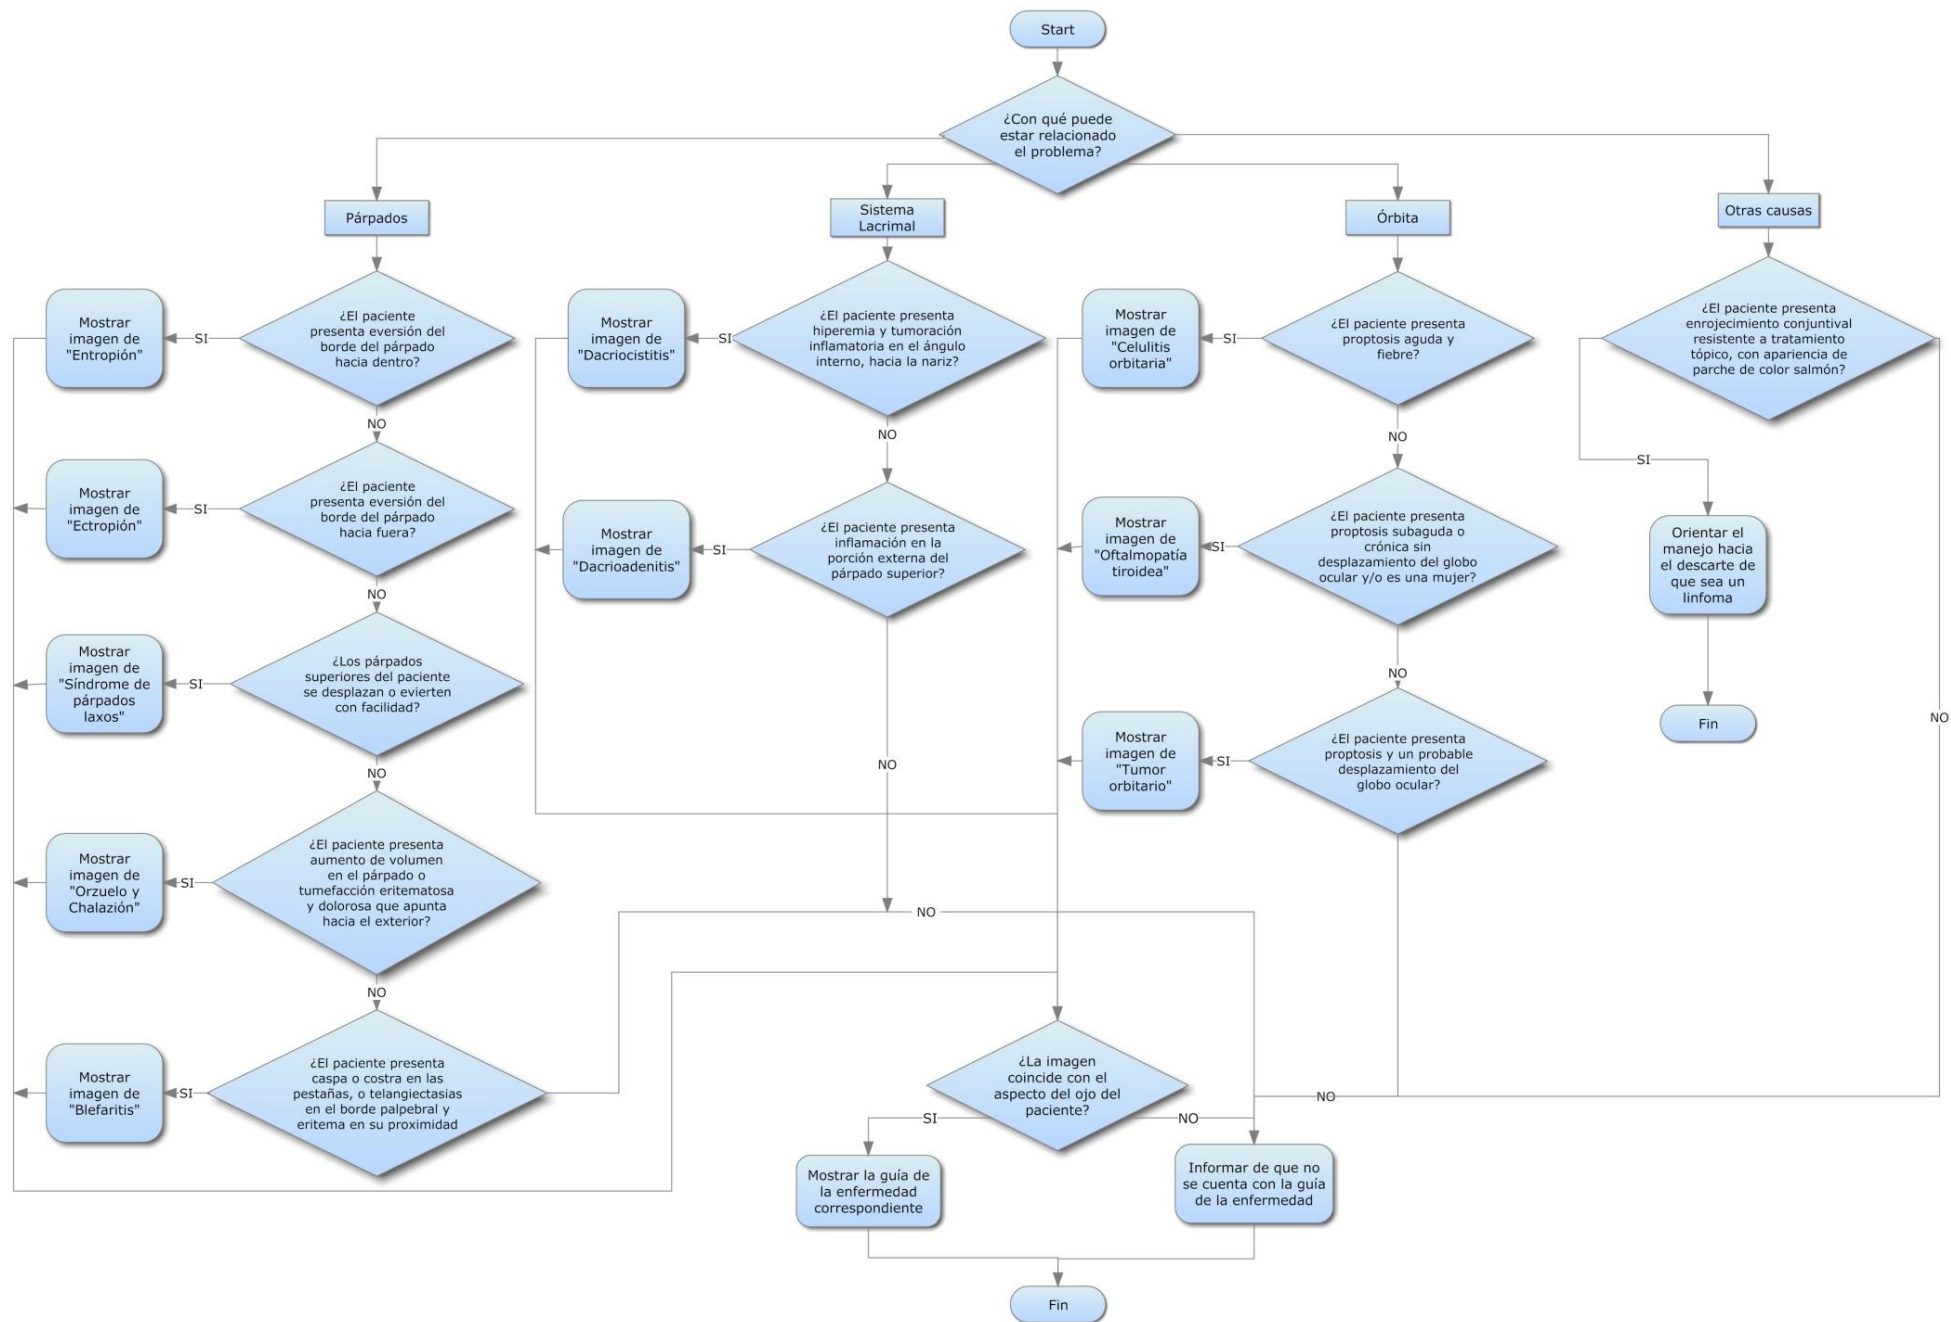 Start
¿Con qué puede
estar relacionado
el problema?
Párpados
Sistema
Lacrimal
Órbita
Otras causas
¿El paciente
presenta eversión del
borde del párpado
hacia dentro?
SI
Mostrar
imagen de
"Entropión"
NO
¿El paciente
presenta eversión del
borde del párpado
hacia fuera?
SI
Mostrar
imagen de
"Ectropión"
NO
¿Los párpados
superiores del paciente
se desplazan o evierten
con facilidad?
SI
Mostrar
imagen de
"Síndrome de
párpados
laxos"
NO
¿El paciente presenta
aumento de volumen
en el párpado o
tumefacción eritematosa
y dolorosa que apunta
hacia el exterior?
SI
Mostrar
imagen de
"Orzuelo y
Chalazión"
NO
¿El paciente presenta
caspa o costra en las
pestañas, o telangiectasias
en el borde palpebral y
eritema en su proximidad
SI
Mostrar
imagen de
"Blefaritis"
NO
¿El paciente presenta
hiperemia y tumoración
inflamatoria en el ángulo
interno, hacia la nariz?
SI
Mostrar
imagen de
"Dacriocistitis"
NO
¿El paciente presenta
inflamación en la
porción externa del
párpado superior?
SI
Mostrar
imagen de
"Dacrioadenitis"
NO
¿El paciente presenta
proptosis aguda y
fiebre?
SI
Mostrar
imagen de
"Celulitis
orbitaria"
NO
¿El paciente presenta
proptosis subaguda o
crónica sin
desplazamiento del globo
ocular y/o es una mujer?
SI
Mostrar
imagen de
"Oftalmopatía
tiroidea"
NO
¿El paciente presenta
proptosis y un probable
desplazamiento del
globo ocular?
SI
Mostrar
imagen de
"Tumor
orbitario"
NO
¿El paciente presenta
enrojecimiento conjuntival
resistente a tratamiento
tópico, con apariencia de
parche de color salmón?
SI
Orientar el
manejo hacia
el descarte de
que sea un
linfoma
Fin
NO
¿La imagen
coincide con el
aspecto del ojo del
paciente?
SI
NO
Mostrar la guía de
la enfermedad
correspondiente
Informar de que no
se cuenta con la guía
de la enfermedad
Fin